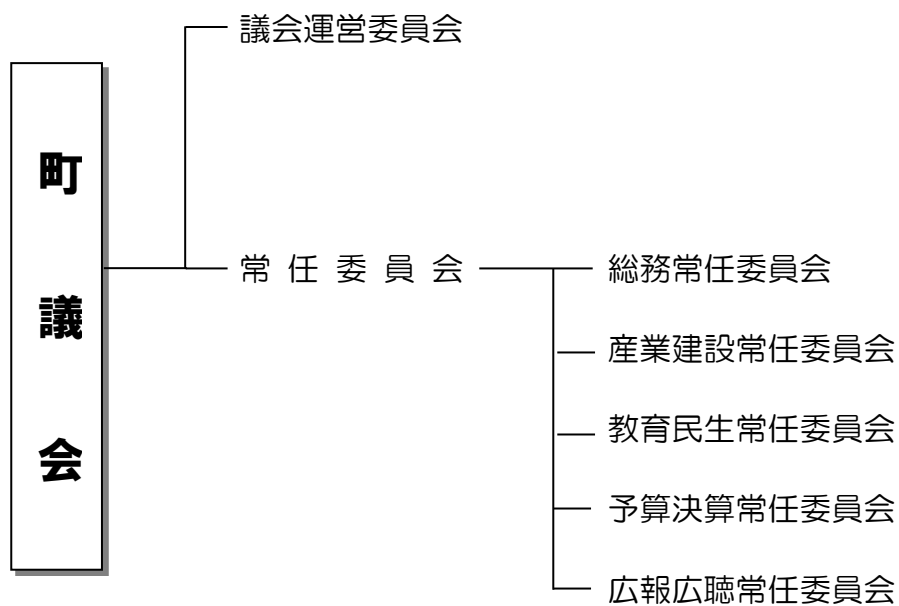 町議会
議会運営委員会
常任委員会
総務常任委員会
産業建設常任委員会
教育民生常任委員会
予算決算常任委員会
広報広聴常任委員会